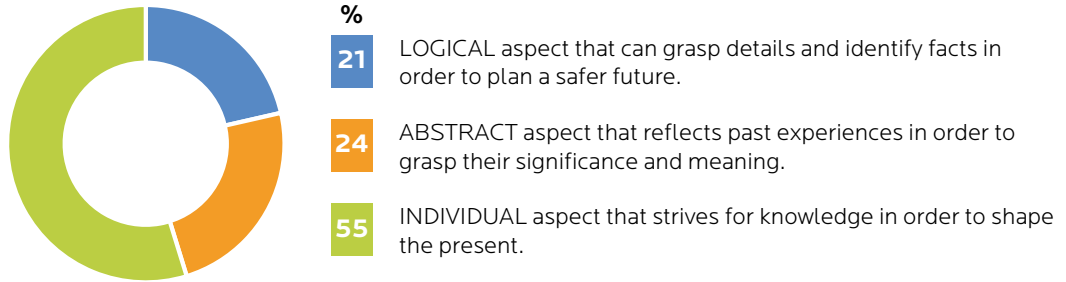 %
21
LOGICAL aspect that can grasp details and identify facts in
order to plan a safer future.
24
ABSTRACT aspect that reflects past experiences in order to
grasp their significance and meaning.
55
INDIVIDUAL aspect that strives for knowledge in order to shape
the present.